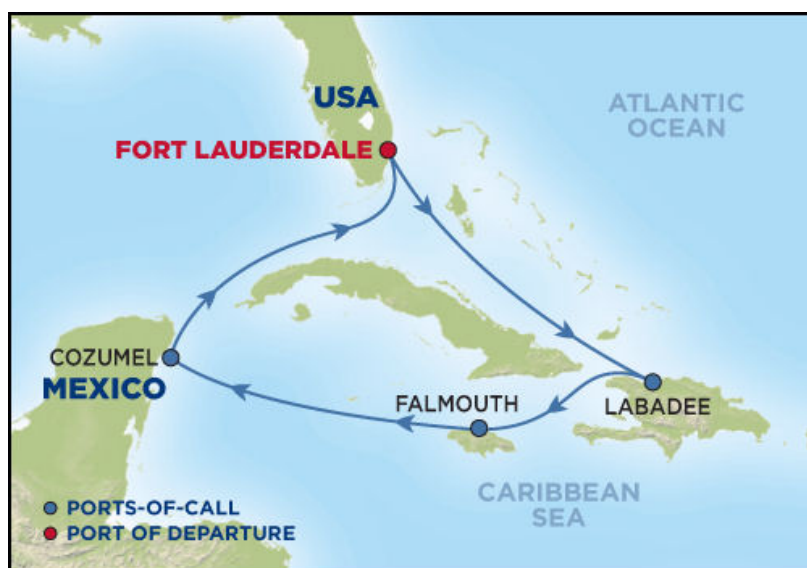 USA
ATLANTIC
OCEAN
FORT LAUDERDALE
COZUMEL
MEXICO
FALMOUTH
LABADEE
CARIBBEAN
SEA
PORTS-OF-CALL
PORT OF DEPARTURE